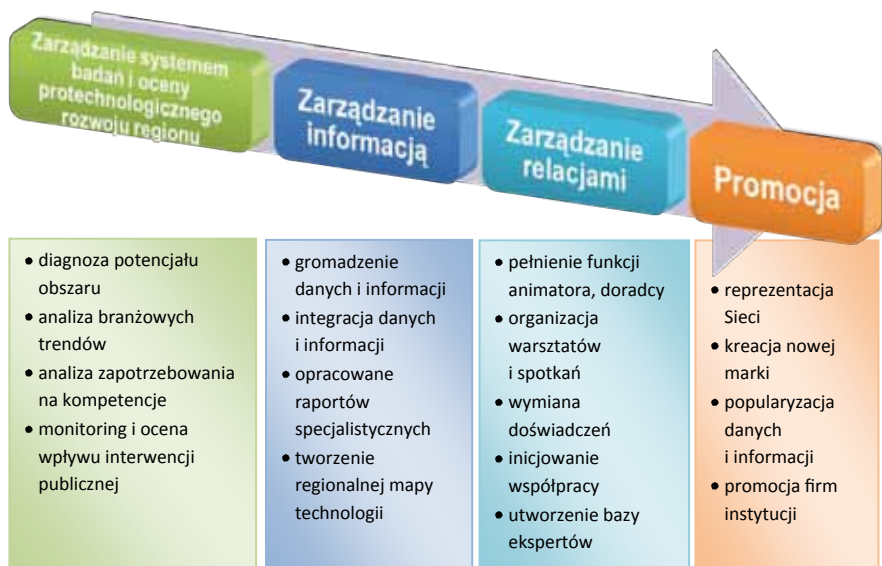 Zarządzanie systemem
badań i oceny
protechnologicznego
rozwoju regionu
Zarządzanie
informacją
Zarządzanie
relacjami
Promocja
• diagnoza potencjału
obszaru
• analiza branżowych
trendów
• analiza zapotrzebowania
na kompetencje
• monitoring i ocena
wpływu interwencji
publicznej
• gromadzenie
danych i informacji
• integracja danych
i informacji
• opracowane
raportów
specjalistycznych
• tworzenie
regionalnej mapy
technologii
• pełnienie funkcji
animatora, doradcy
• organizacja
warsztatów
i spotkań
• wymiana
doświadczeń
• inicjowanie
współpracy
• utworzenie bazy
ekspertów
• reprezentacja
Sieci
• kreacja nowej
marki
• popularyzacja
danych
i informacji
• promocja firm
instytucji